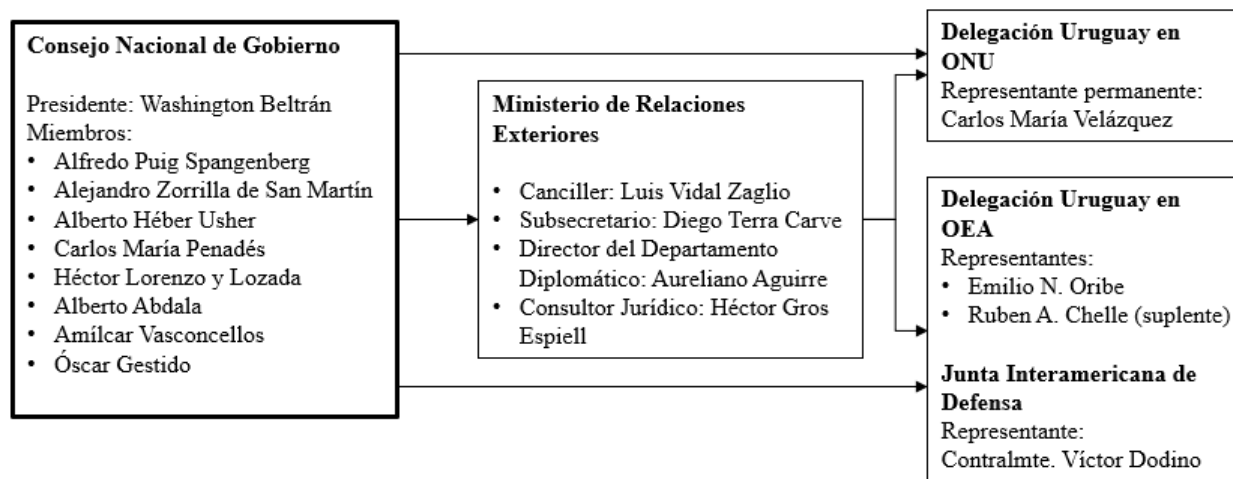 Consejo Nacional de Gobierno
Presidente: Washington Beltrán
Miembros:
• Alfredo Puig Spangenberg
• Alejandro Zorrilla de San Martín
• Alberto Héber Usher
• Carlos María Penadés
• Héctor Lorenzo y Lozada
• Alberto Abdala
• Amílcar Vasconcellos
• Óscar Gestido
Ministerio de Relaciones
Exteriores
• Canciller: Luis Vidal Zaglio
• Subsecretario: Diego Terra Carve
• Director del Departamento
Diplomático: Aureliano Aguirre
• Consultor Jurídico: Héctor Gros
Espiell
Delegación Uruguay en
ONU
Representante permanente:
Carlos María Velázquez
Delegación Uruguay en
OEA
Representantes:
• Emilio N. Oribe
• Ruben A. Chelle (suplente)
Junta Interamericana de
Defensa
Representante:
Contralmte. Víctor Dodino